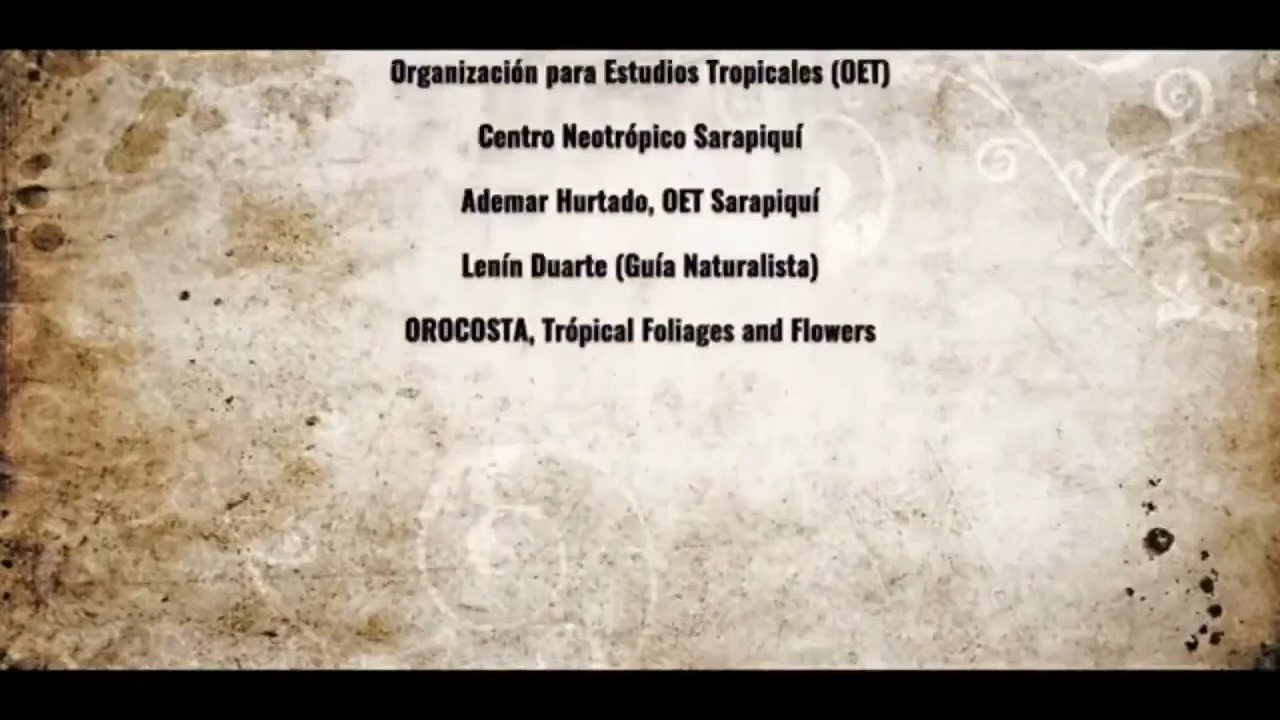 Organización para Estudios Tropicales (OET)
Centro Neotrópico Sarapiquí
Ademar Hurtado, OET Sarapiquí
Lenín Duarte (Guía Naturalista)
OROCOSTA, Trópical Foliages and Flowers